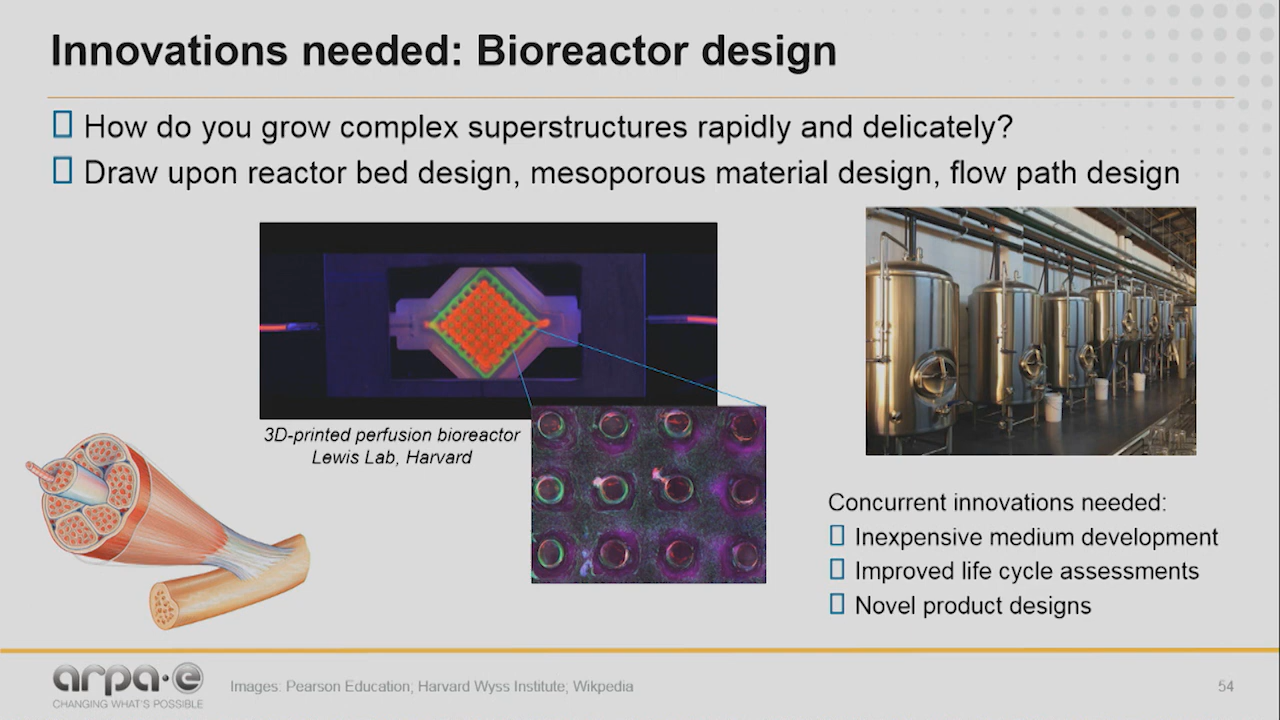 Innovations needed: Bioreactor design
How do you grow complex superstructures rapidly and delicately?
Draw upon reactor bed design, mesoporous material design, flow path design
3D-printed perfusion bioreactor
Lewis Lab, Harvard
Concurrent innovations needed:
Inexpensive medium development
Improved life cycle assessments
Novel product designs
arpa·e
CHANGING WHAT'S POSSIBLE
Images: Pearson Education; Harvard Wyss Institute; Wikpedia
54